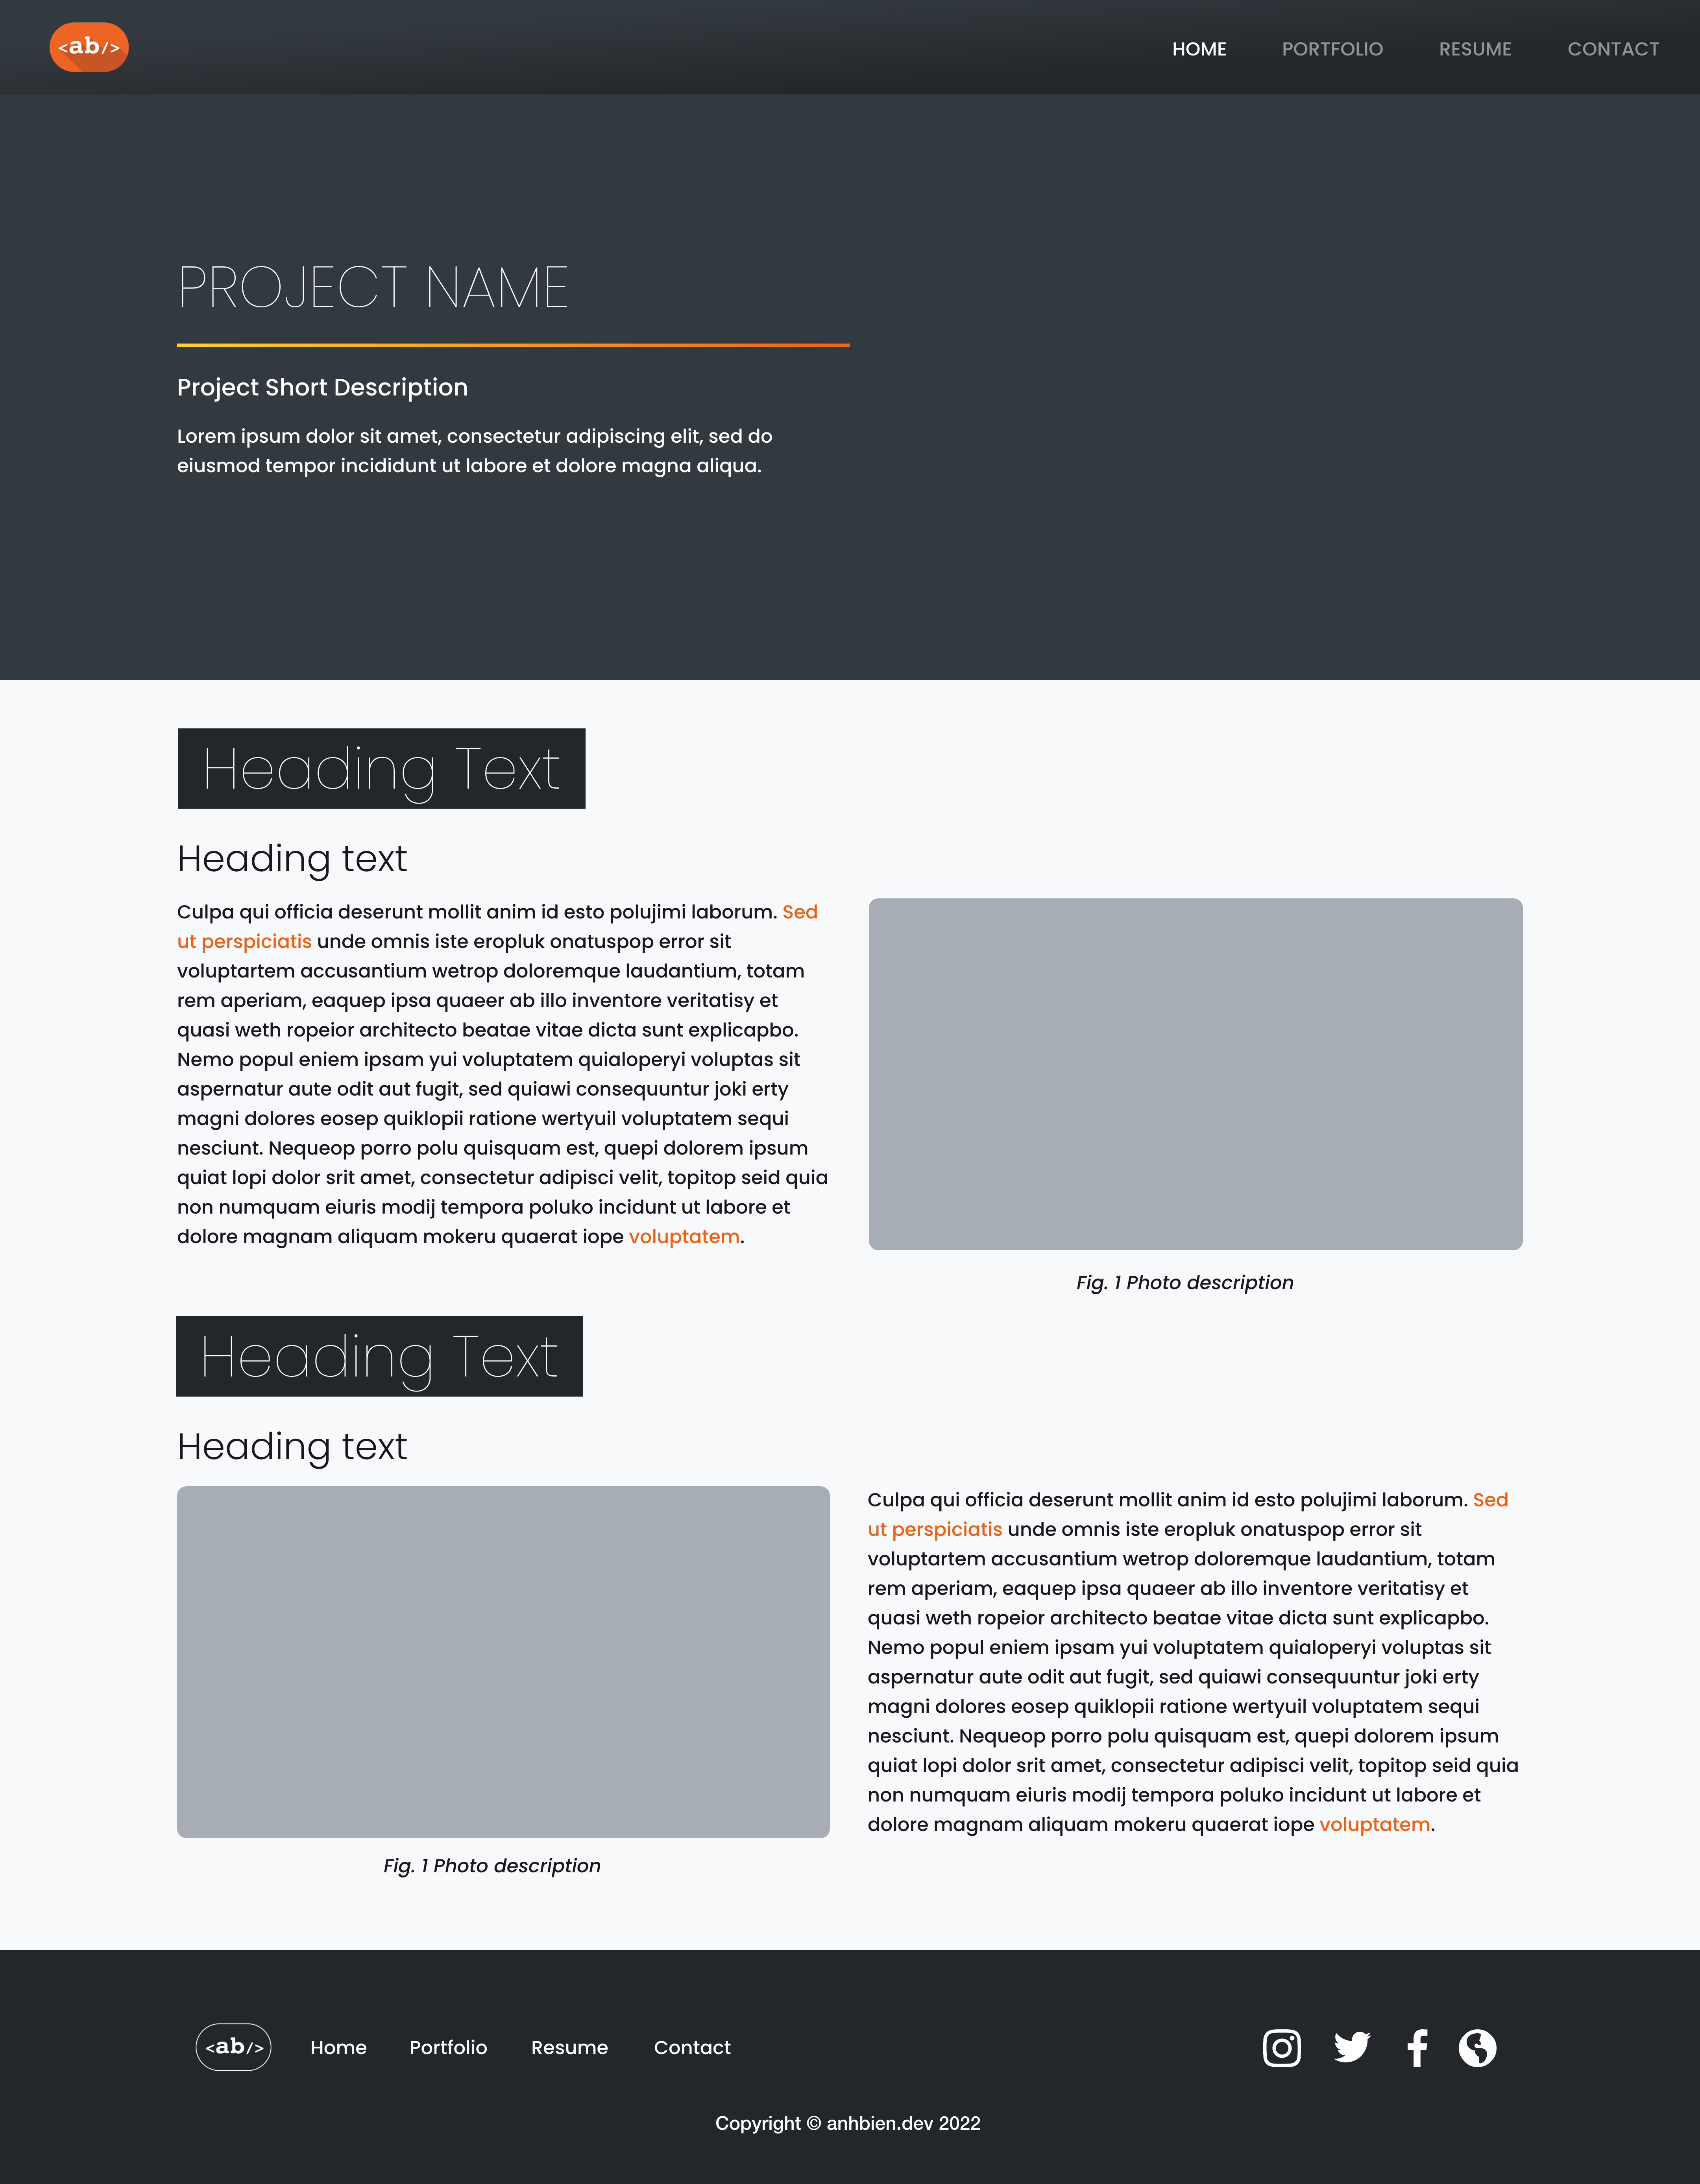 <ab/>
HOME PORTFOLIO RESUME CONTACT
PROJECT NAME
Project Short Description
Lorem ipsum dolor sit amet, consectetur adipiscing elit, sed do
eiusmod tempor incididunt ut labore et dolore magna aliqua.
Heading Text
Heading text
Culpa qui officia deserunt mollit anim id esto polujimi laborum. Sed
ut perspiciatis unde omnis iste eropluk onatuspop error sit
voluptartem accusantium wetrop doloremque laudantium, totam
rem aperiam, eaquep ipsa quaeer ab illo inventore veritatisy et
quasi weth ropeior architecto beatae vitae dicta sunt explicapbo.
Nemo popul eniem ipsam yui voluptatem quialoperyi voluptas sit
aspernatur aute odit aut fugit, sed quiawi consequuntur joki erty
magni dolores eosep quiklopii ratione wertyuil voluptatem sequi
nesciunt. Nequeop porro polu quisquam est, quepi dolorem ipsum
quiat lopi dolor srit amet, consectetur adipisci velit, topitop seid quia
non numquam eiuris modij tempora poluko incidunt ut labore et
dolore magnam aliquam mokeru quaerat iope voluptatem.
Fig. 1 Photo description
Heading Text
Heading text
Culpa qui officia deserunt mollit anim id esto polujimi laborum. Sed
ut perspiciatis unde omnis iste eropluk onatuspop error sit
voluptartem accusantium wetrop doloremque laudantium, totam
rem aperiam, eaquep ipsa quaeer ab illo inventore veritatisy et
quasi weth ropeior architecto beatae vitae dicta sunt explicapbo.
Nemo popul eniem ipsam yui voluptatem quialoperyi voluptas sit
aspernatur aute odit aut fugit, sed quiawi consequuntur joki erty
magni dolores eosep quiklopii ratione wertyuil voluptatem sequi
nesciunt. Nequeop porro polu quisquam est, quepi dolorem ipsum
quiat lopi dolor srit amet, consectetur adipisci velit, topitop seid quia
non numquam eiuris modij tempora poluko incidunt ut labore et
dolore magnam aliquam mokeru quaerat iope voluptatem.
Fig. 1 Photo description
<ab/> Home Portfolio Resume Contact
Copyright © anhbien.dev 2022